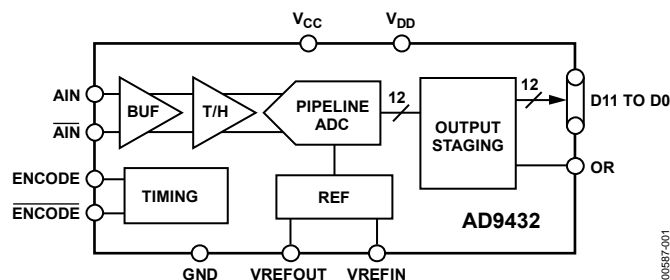 VCC VDD
AIN
BUF
T/H
PIPELINE
ADC
12
OUTPUT
STAGING
12
D11 TO D0
AIN
ENCODE
TIMING
REF
OR
ENCODE
AD9432
GND VREFOUT VREFIN
00587-001